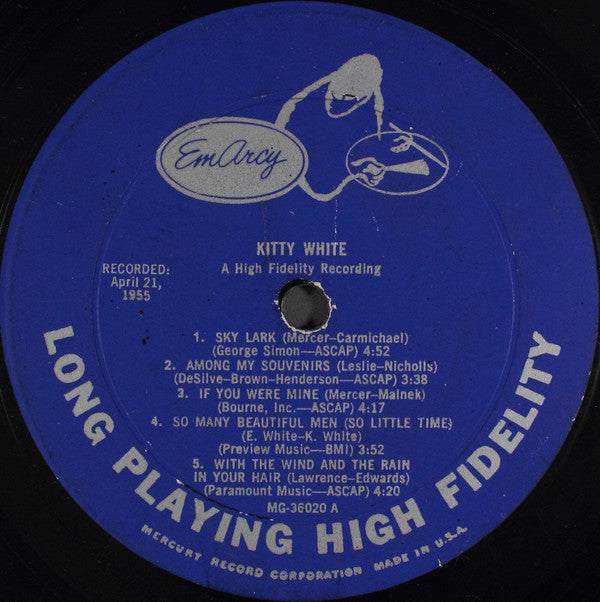 EmArcy
KITTY WHITE
A High Fidelity Recording
RECORDED:
April 21,
1955
1. SKY LARK (Mercer—Carmichael)
(George Simon—ASCAP) 4:52
2. AMONG MY SOUVENIRS (Leslie—Nicholls)
(DeSilve—Brown—Henderson—ASCAP) 3:38
3. IF YOU WERE MINE (Mercer—Malnek)
(Bourne, Inc.—ASCAP) 4:17
4. SO MANY BEAUTIFUL MEN (SO LITTLE TIME)
(E. White—K. White)
(Preview Music—BMI) 3:52
5. WITH THE WIND AND THE RAIN
IN YOUR HAIR (Lawrence—Edwards)
(Paramount Music—ASCAP) 4:20
MG-36020 A
LONG PLAYING HIGH FIDELITY
MERCURY RECORD CORPORATION MADE IN U.S.A.